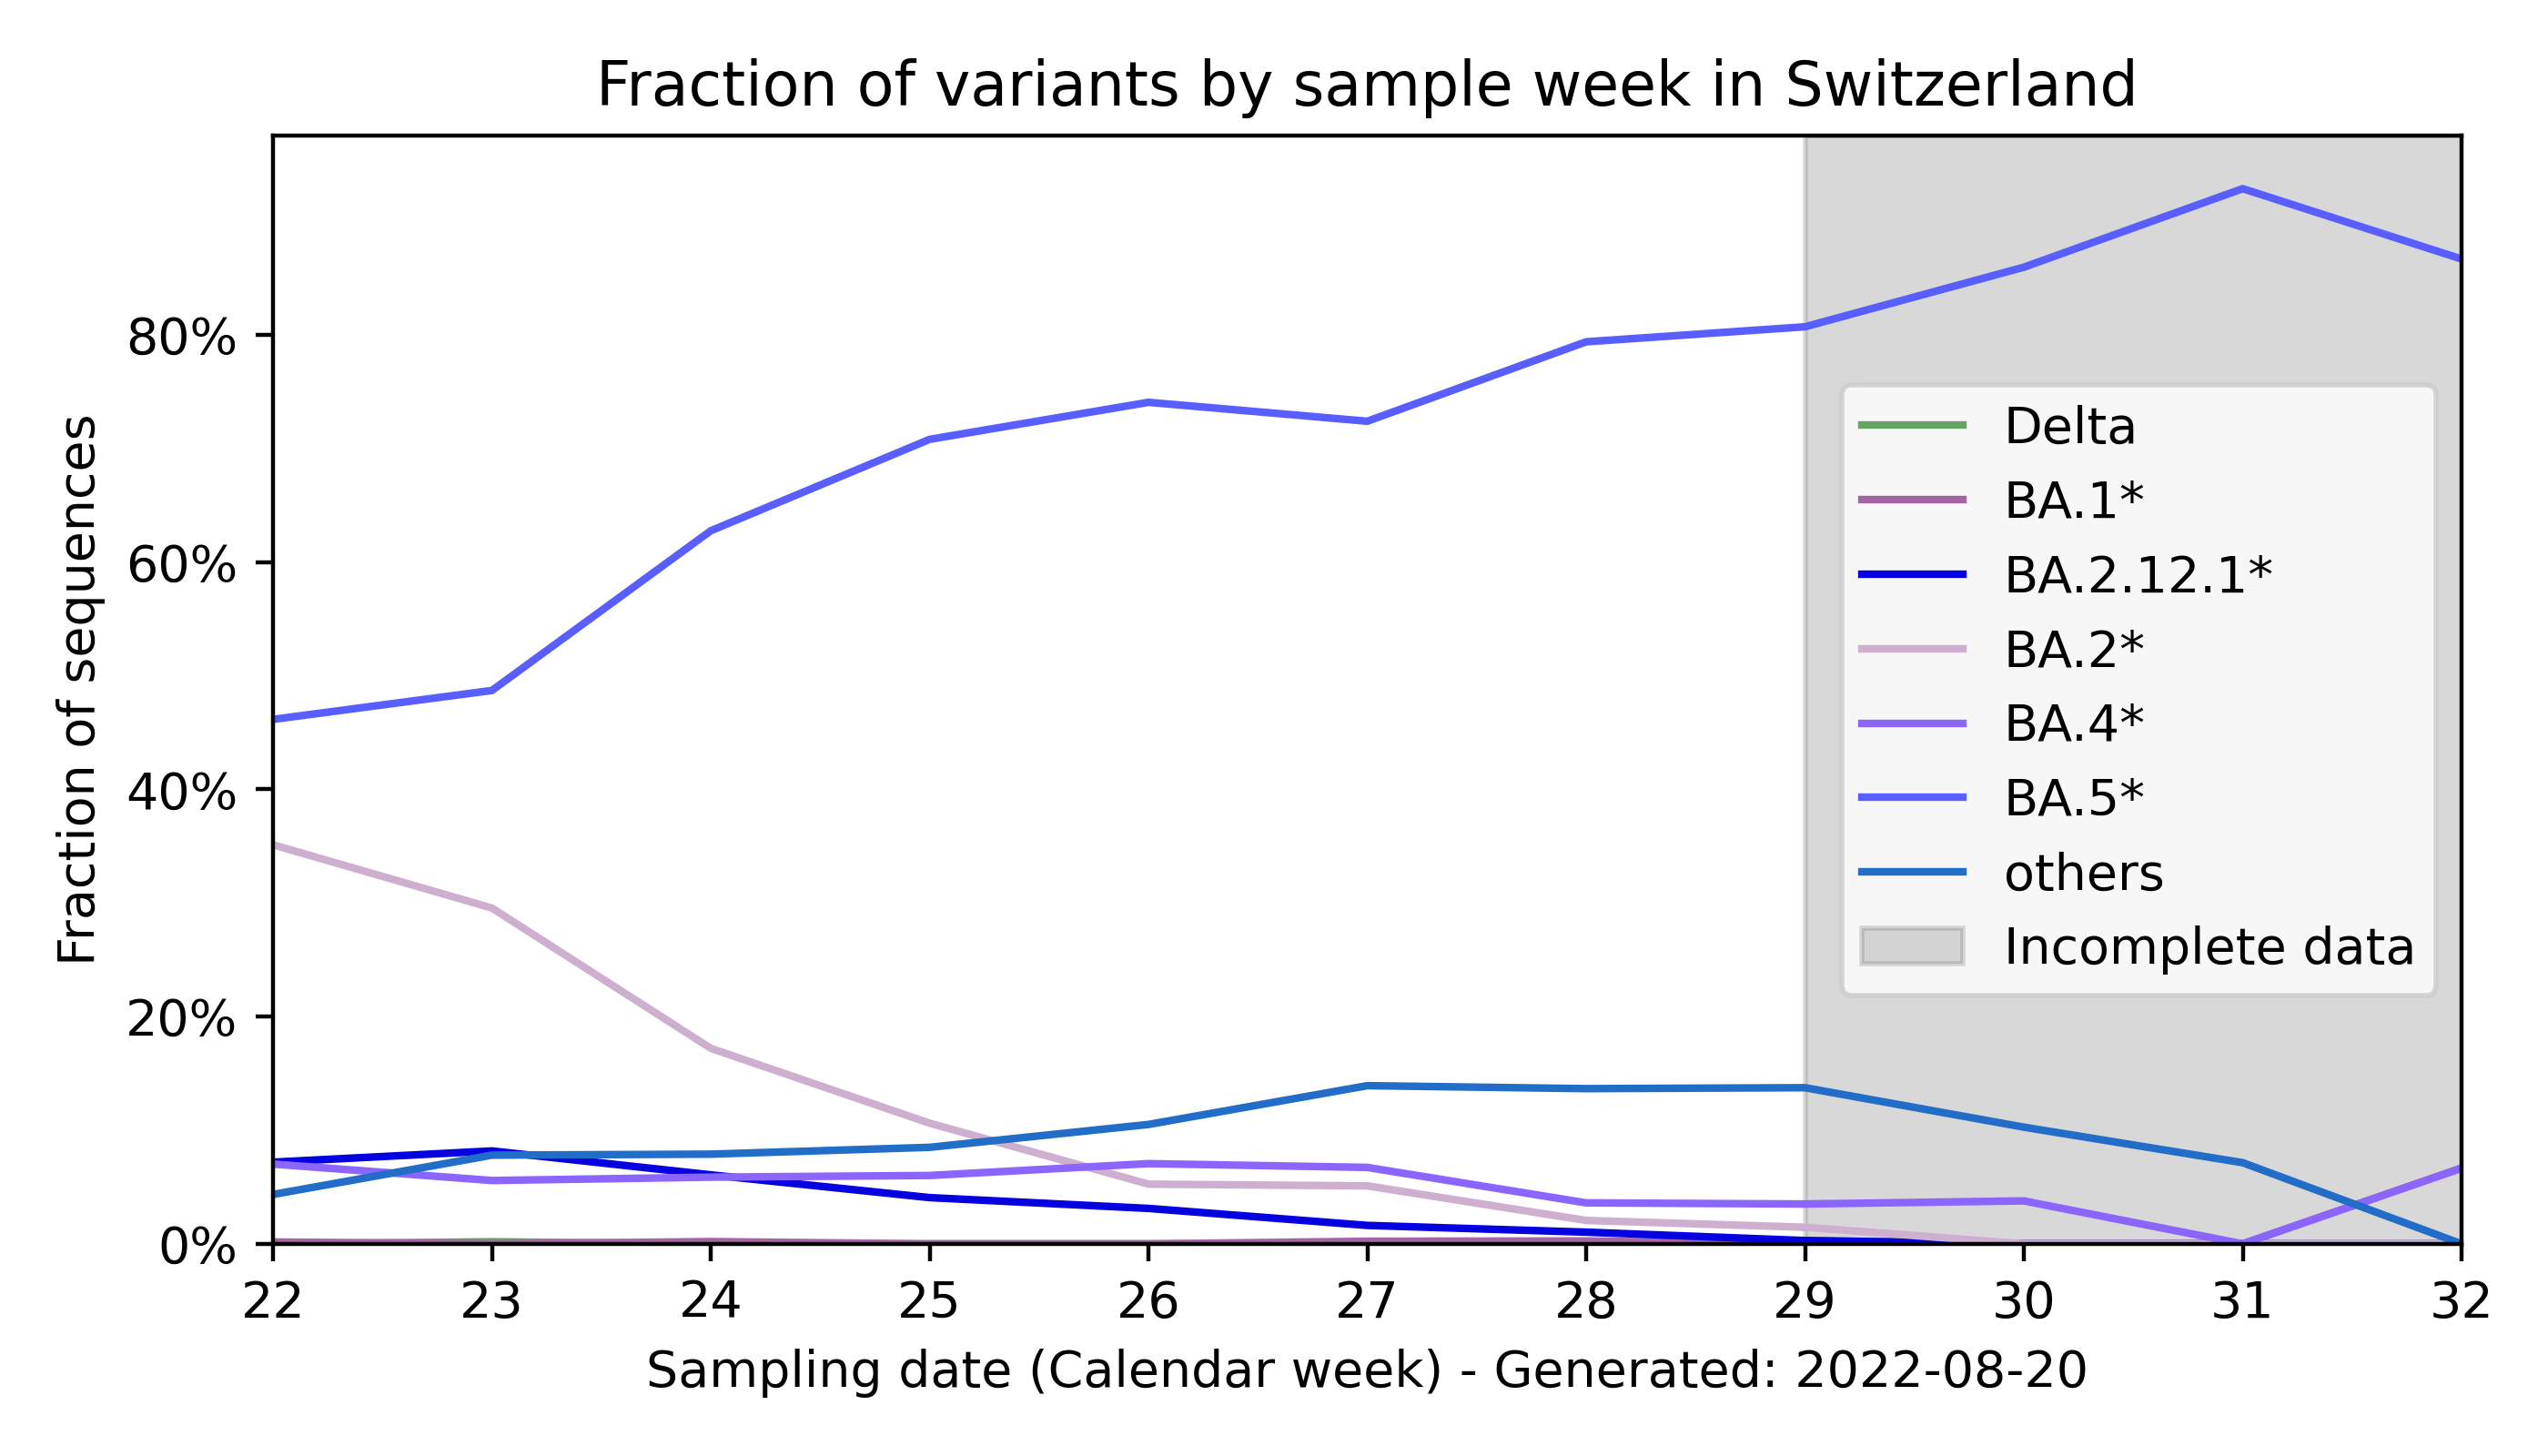 Fraction of variants by sample week in Switzerland
Fraction of sequences
80%
60%
40%
20%
0%
Delta
BA.1*
BA.2.12.1*
BA.2*
BA.4*
BA.5*
others
Incomplete data
22 23 24 25 26 27 28 29 30 31 32
Sampling date (Calendar week) - Generated: 2022-08-20